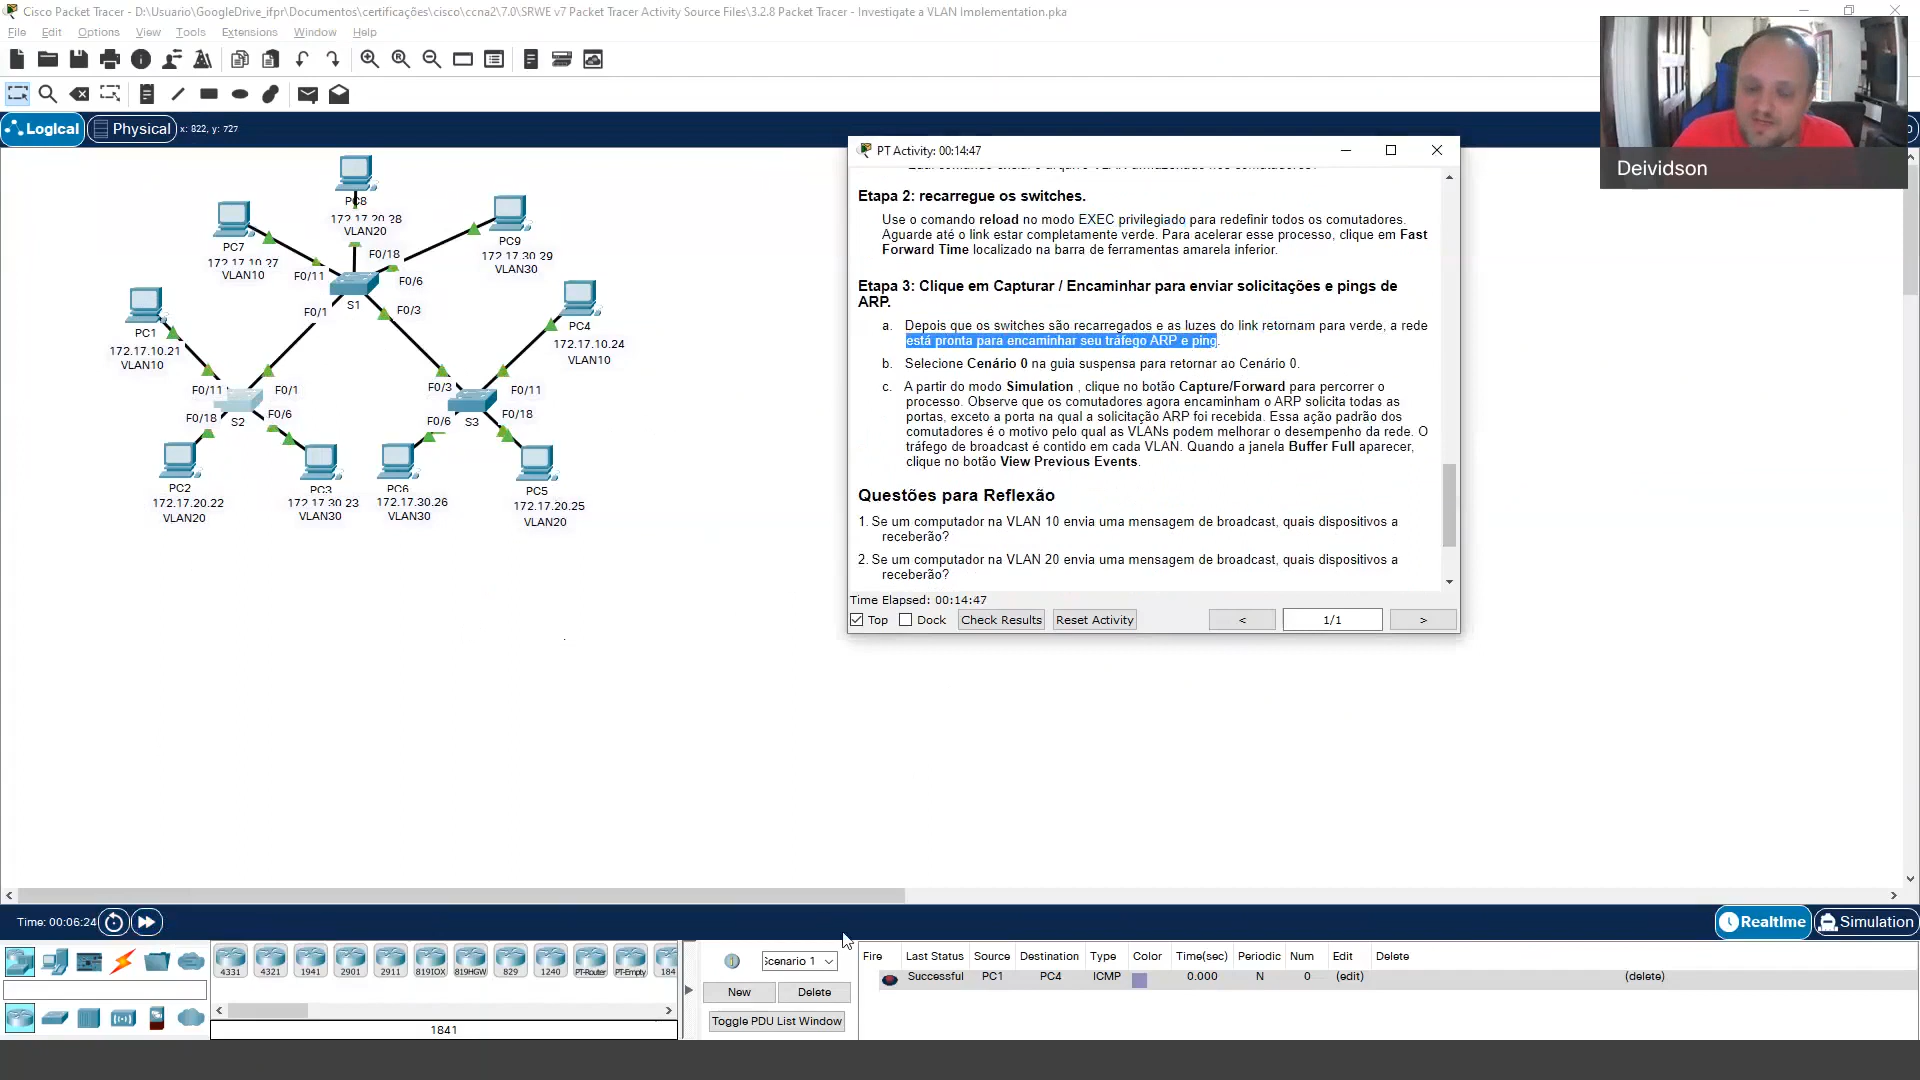 Cisco Packet Tracer - D:\Usuario\GoogleDrive_ifpr\Documentos\certificações\cisco\ccna2\7.0\SRWE v7 Packet Tracer Activity Source Files\3.2.8 Packet Tracer - Investigate a VLAN Implementation.pka
File Edit Options View Tools Extensions Window Help
Logical Physical x: 822, y: 727
Deividson
PC8
172.17.20.28
VLAN20
PC7
172.17.10.27
VLAN10
PC9
172.17.30.29
VLAN30
F0/18
F0/11
F0/6
S1
F0/1
F0/3
PC1
172.17.10.21
VLAN10
PC4
172.17.10.24
VLAN10
F0/11
F0/1
F0/3
F0/11
F0/18
F0/6
S2
F0/6
S3
F0/18
PC2
172.17.20.22
VLAN20
PC3
172.17.30.23
VLAN30
PC6
172.17.30.26
VLAN30
PC5
172.17.20.25
VLAN20
PT Activity: 00:14:47
Etapa 2: recarregue os switches.
Use o comando reload no modo EXEC privilegiado para redefinir todos os comutadores.
Aguarde até o link estar completamente verde. Para acelerar esse processo, clique em Fast
Forward Time localizado na barra de ferramentas amarela inferior.
Etapa 3: Clique em Capturar / Encaminhar para enviar solicitações e pings de
ARP.
a. Depois que os switches são recarregados e as luzes do link retornam para verde, a rede
está pronta para encaminhar seu tráfego ARP e ping.
b. Selecione Cenário 0 na guia suspensa para retornar ao Cenário 0.
c. A partir do modo Simulation , clique no botão Capture/Forward para percorrer o
processo. Observe que os comutadores agora encaminham o ARP solicita todas as
portas, exceto a porta na qual a solicitação ARP foi recebida. Essa ação padrão dos
comutadores é o motivo pelo qual as VLANs podem melhorar o desempenho da rede. O
tráfego de broadcast é contido em cada VLAN. Quando a janela Buffer Full aparecer,
clique no botão View Previous Events.
Questões para Reflexão
1. Se um computador na VLAN 10 envia uma mensagem de broadcast, quais dispositivos a
receberão?
2. Se um computador na VLAN 20 envia uma mensagem de broadcast, quais dispositivos a
receberão?
Time Elapsed: 00:14:47
Top Dock Check Results Reset Activity < 1/1 >
Time: 00:06:24
Realtime Simulation
4331 4321 1941 2901 2911 819IOX 819HGW 829 1240 PT-Router PT-Empty 184
1841
Scenario 1
New Delete
Toggle PDU List Window
Fire Last Status Source Destination Type Color Time(sec) Periodic Num Edit Delete
Successful PC1 PC4 ICMP 0.000 N 0 (edit) (delete)